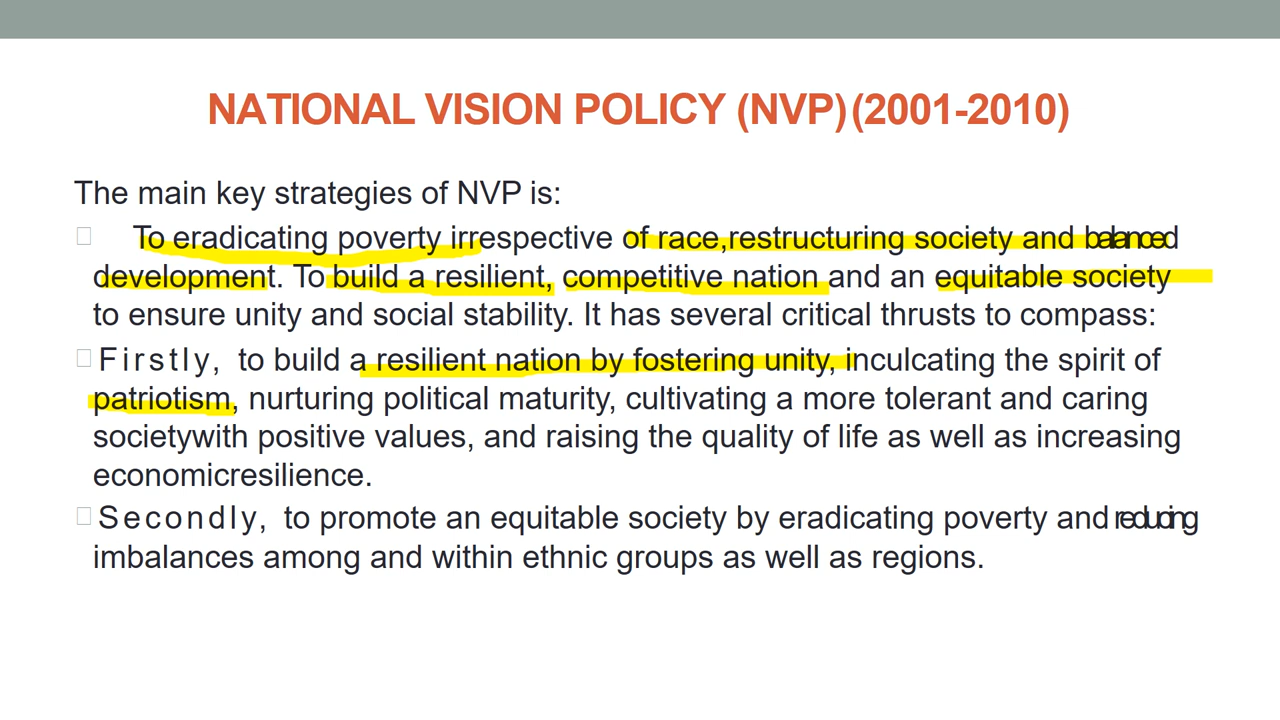 NATIONAL VISION POLICY (NVP)(2001-2010)
The main key strategies of NVP is:
To eradicating poverty irrespective of race,restructuring society and balanced
development. To build a resilient, competitive nation and an equitable society
to ensure unity and social stability. It has several critical thrusts to compass:
Firstly, to build a resilient nation by fostering unity, inculcating the spirit of
patriotism, nurturing political maturity, cultivating a more tolerant and caring
societywith positive values, and raising the quality of life as well as increasing
economicresilience.
Secondly, to promote an equitable society by eradicating poverty and reducing
imbalances among and within ethnic groups as well as regions.